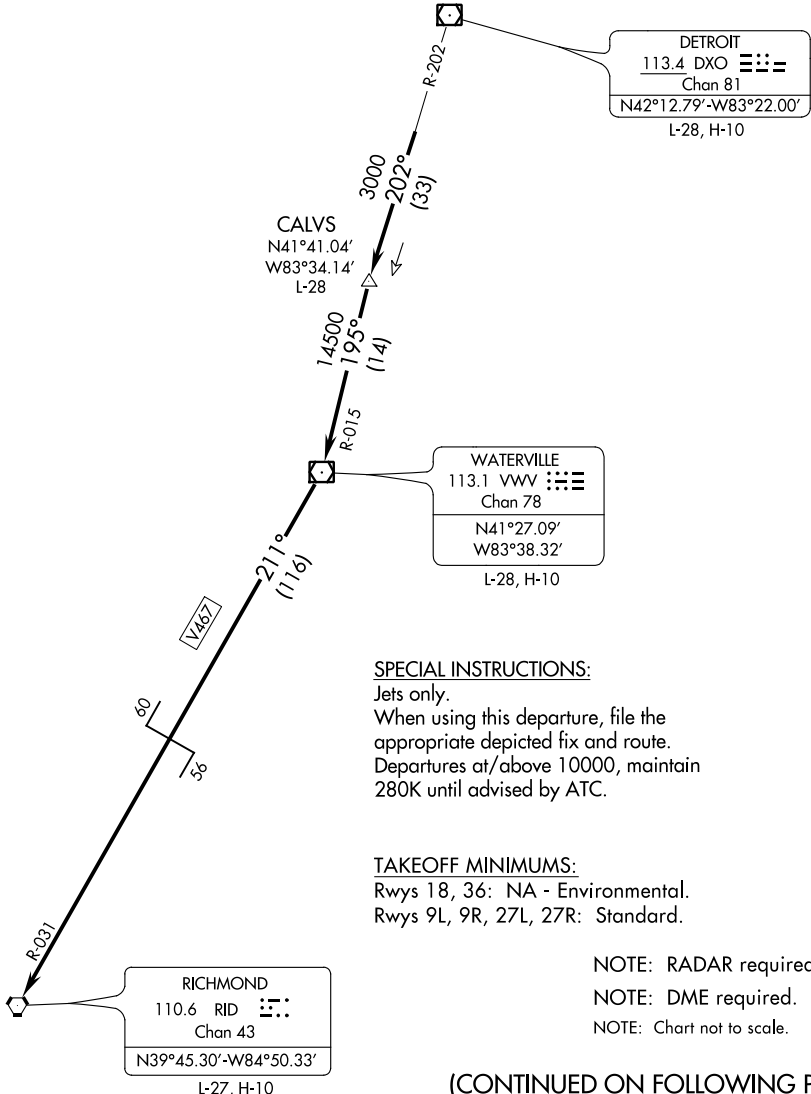 R-202
DETROIT
113.4 DXO
Chan 81
N42°12.79′-W83°22.00′
L-28, H-10
3000
202°
(33)
CALVS
N41°41.04′
W83°34.14′
L-28
14500
195°
(14)
R-015
WATERVILLE
113.1 VWV
Chan 78
N41°27.09′
W83°38.32′
L-28, H-10
211°
(116)
V467
60
56
SPECIAL INSTRUCTIONS:
Jets only.
When using this departure, file the
appropriate depicted fix and route.
Departures at/above 10000, maintain
280K until advised by ATC.
TAKEOFF MINIMUMS:
Rwys 18, 36: NA - Environmental.
Rwys 9L, 9R, 27L, 27R: Standard.
NOTE: RADAR required
NOTE: DME required.
NOTE: Chart not to scale.
R-031
RICHMOND
110.6 RID
Chan 43
N39°45.30′-W84°50.33′
L-27, H-10
(CONTINUED ON FOLLOWING